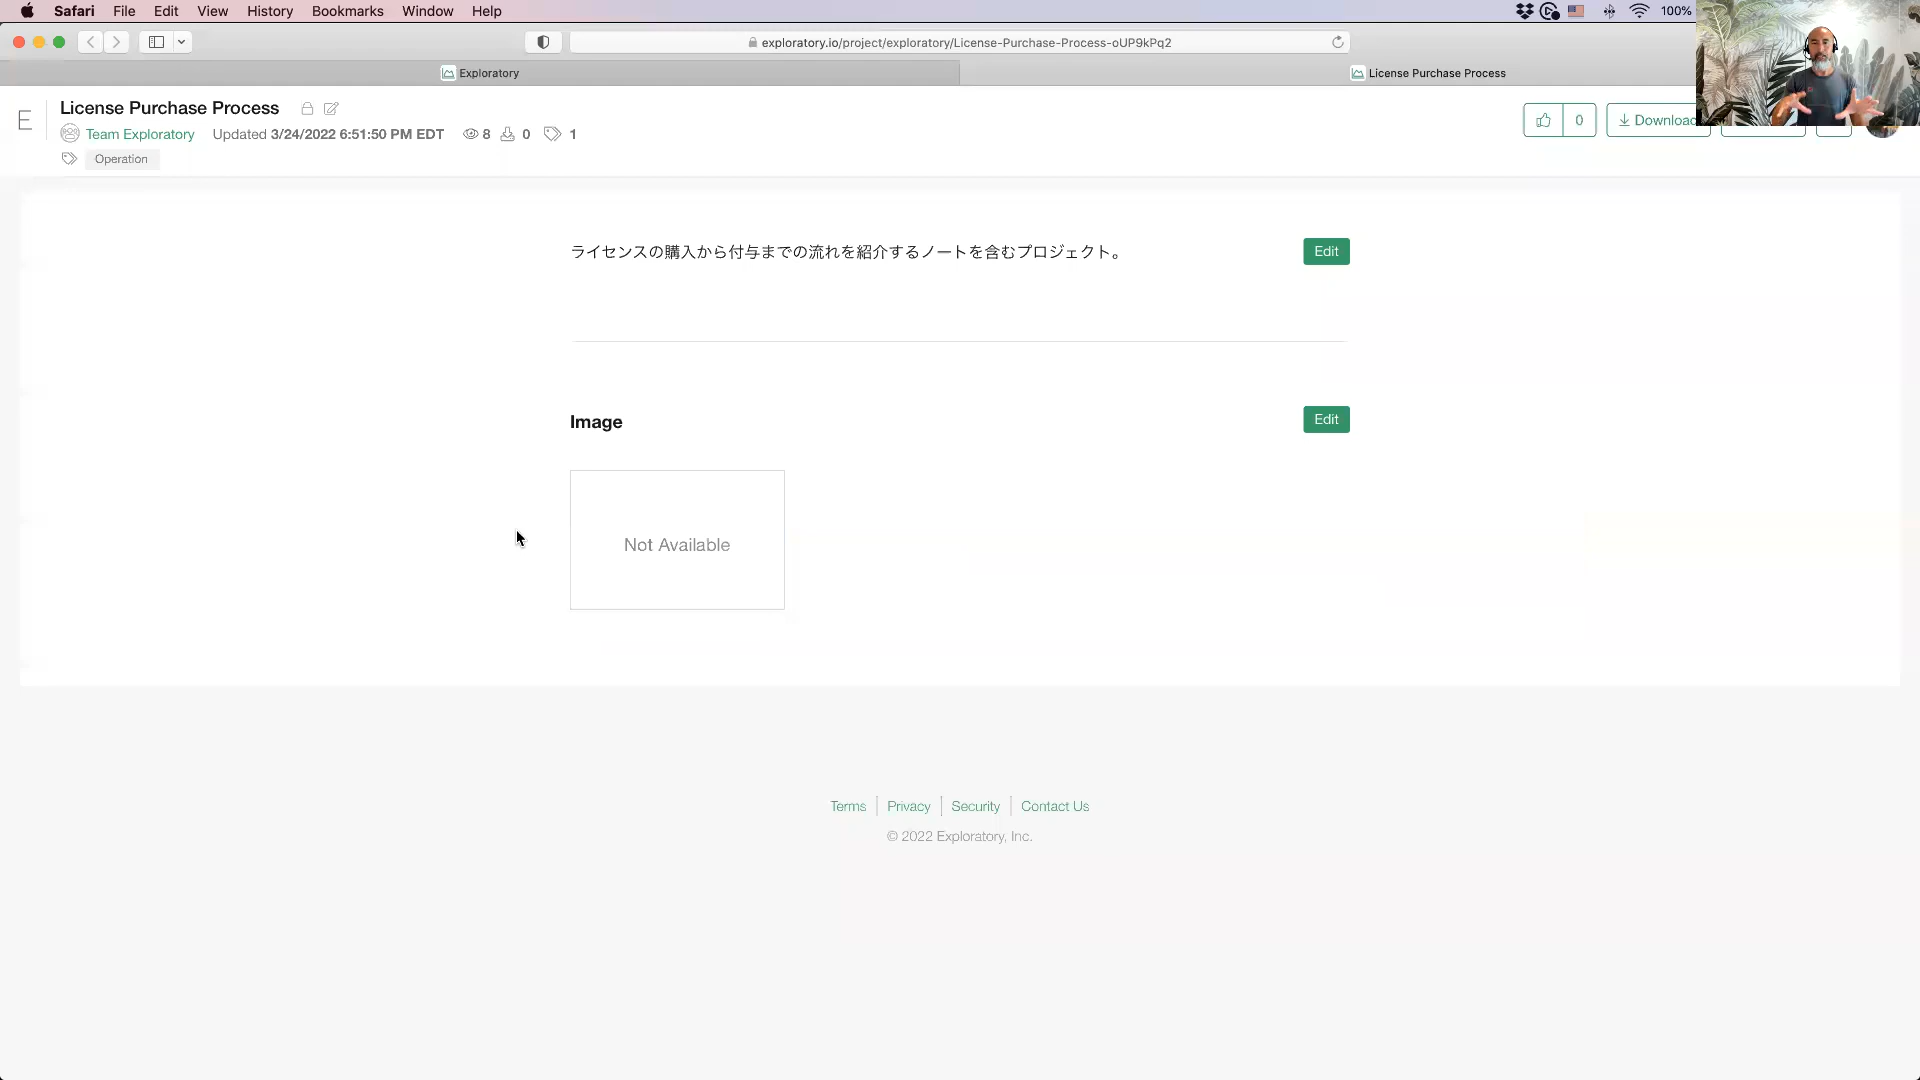 Safari File Edit View History Bookmarks Window Help 100%
exploratory.io/project/exploratory/License-Purchase-Process-oUP9kPq2
Exploratory
License Purchase Process
E
License Purchase Process
Team Exploratory Updated 3/24/2022 6:51:50 PM EDT 8 0 1
0
Download
Operation
ライセンスの購入から付与までの流れを紹介するノートを含むプロジェクト。
Edit
Image
Edit
Not Available
Terms Privacy Security Contact Us
© 2022 Exploratory, Inc.